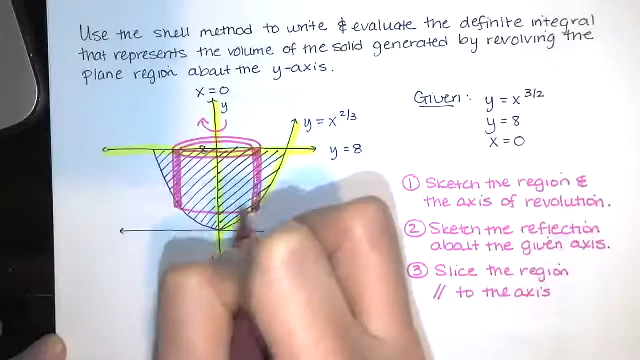 Use the shell method to write & evaluate the definite integral
that represents the volume of the solid generated by revolving the
plane region about the y-axis.
x=0
y
y = x^{2/3}
y = 8
Given: y = x^{3/2}
y = 8
x = 0
① Sketch the region &
the axis of revolution.
② Sketch the reflection
about the given axis.
③ Slice the region
// to the axis